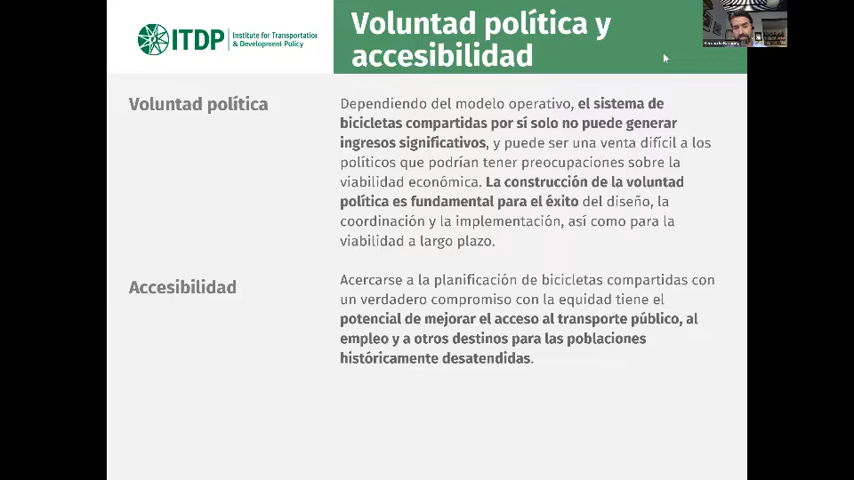 ITDP
Institute for Transportation
& Development Policy
Voluntad política y
accesibilidad
Voluntad política
Dependiendo del modelo operativo, el sistema de
bicicletas compartidas por sí solo no puede generar
ingresos significativos, y puede ser una venta difícil a los
políticos que podrían tener preocupaciones sobre la
viabilidad económica. La construcción de la voluntad
política es fundamental para el éxito del diseño, la
coordinación y la implementación, así como para la
viabilidad a largo plazo.
Accesibilidad
Acercarse a la planificación de bicicletas compartidas con
un verdadero compromiso con la equidad tiene el
potencial de mejorar el acceso al transporte público, al
empleo y a otros destinos para las poblaciones
históricamente desatendidas.